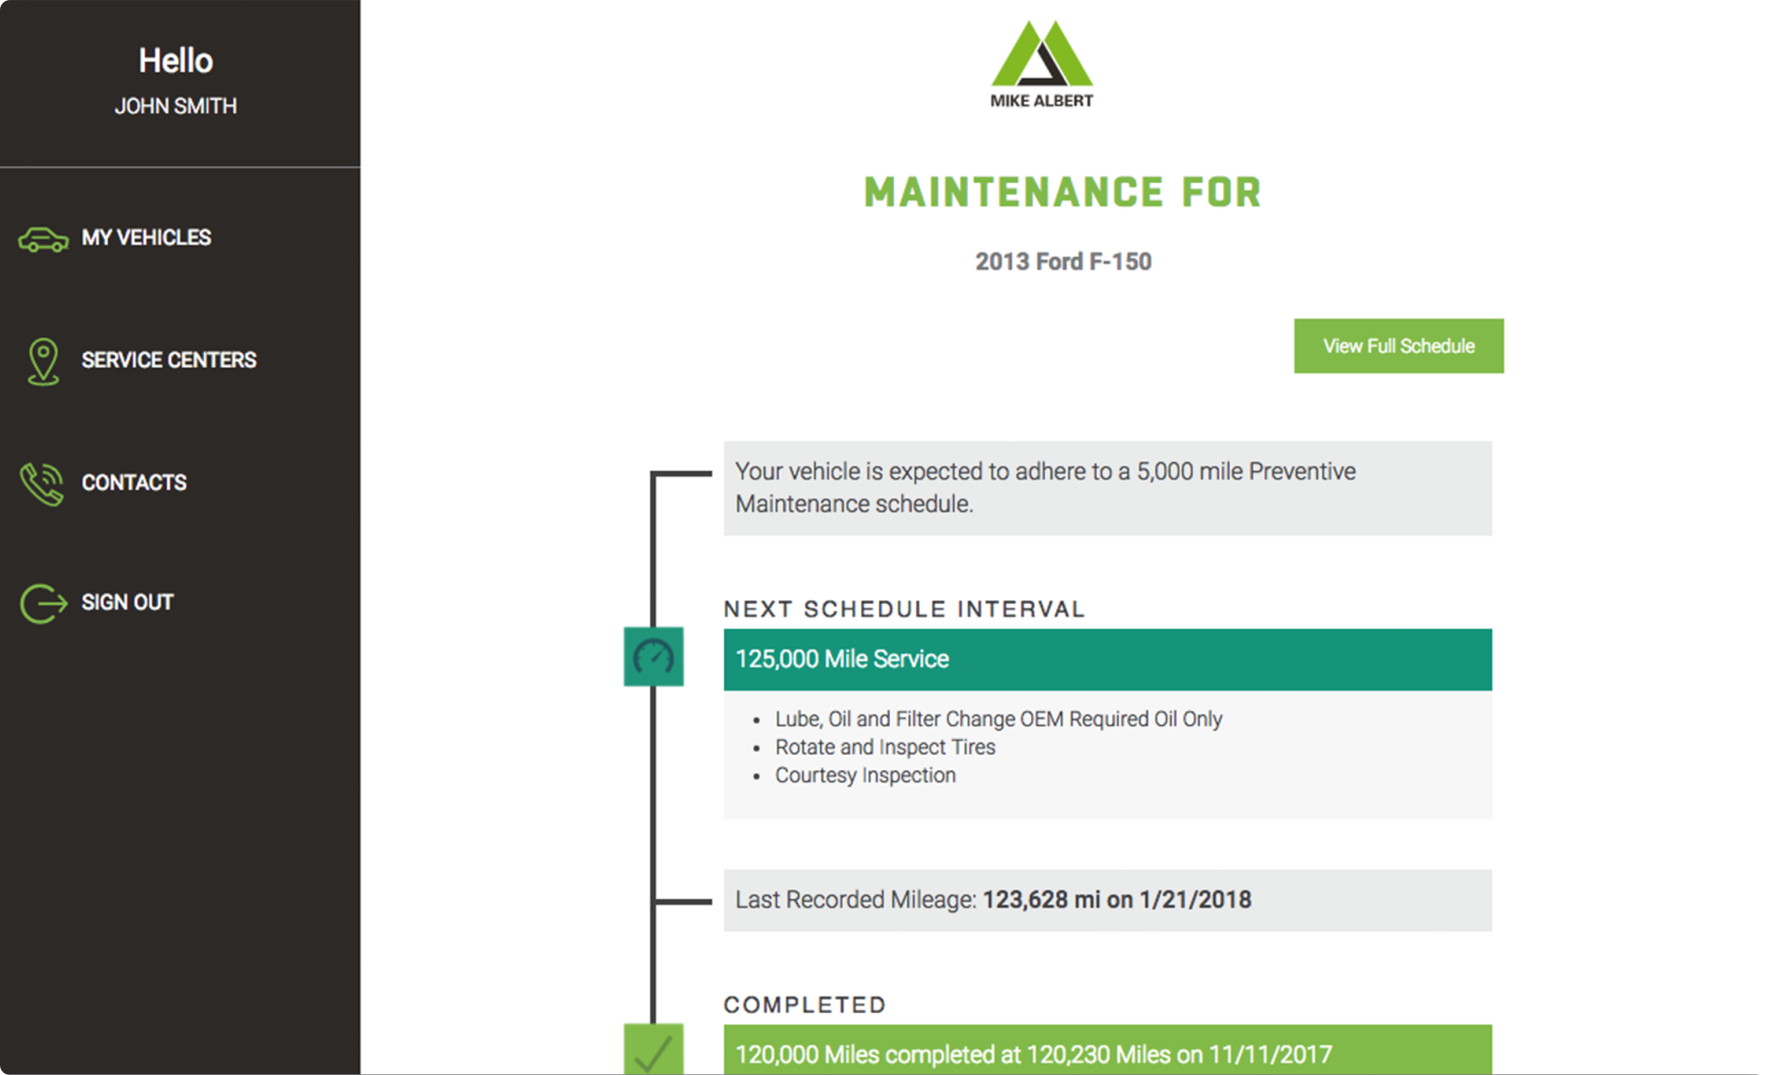 Hello
JOHN SMITH
MY VEHICLES
SERVICE CENTERS
CONTACTS
SIGN OUT
MIKE ALBERT
MAINTENANCE FOR
2013 Ford F-150
View Full Schedule
Your vehicle is expected to adhere to a 5,000 mile Preventive
Maintenance schedule.
NEXT SCHEDULE INTERVAL
125,000 Mile Service
• Lube, Oil and Filter Change OEM Required Oil Only
• Rotate and Inspect Tires
• Courtesy Inspection
Last Recorded Mileage: 123,628 mi on 1/21/2018
COMPLETED
120,000 Miles completed at 120,230 Miles on 11/11/2017